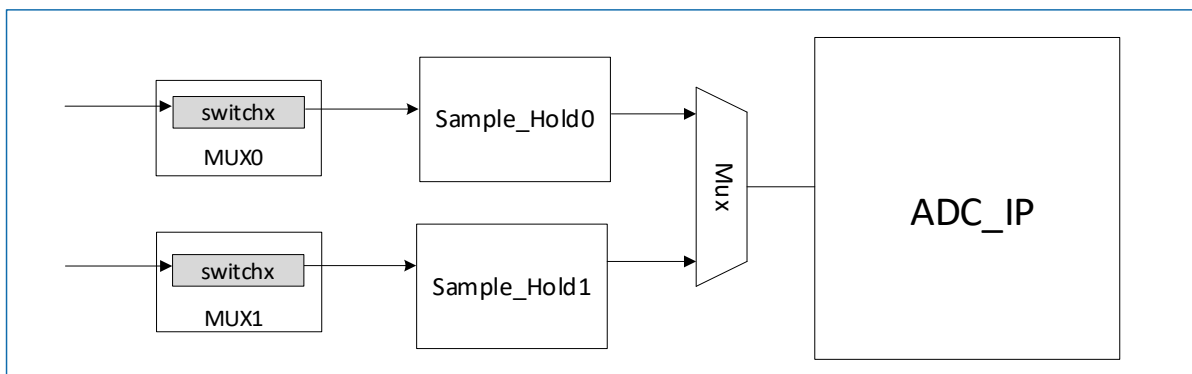 switchx
MUX0
Sample_Hold0
switchx
MUX1
Sample_Hold1
Mux
ADC_IP